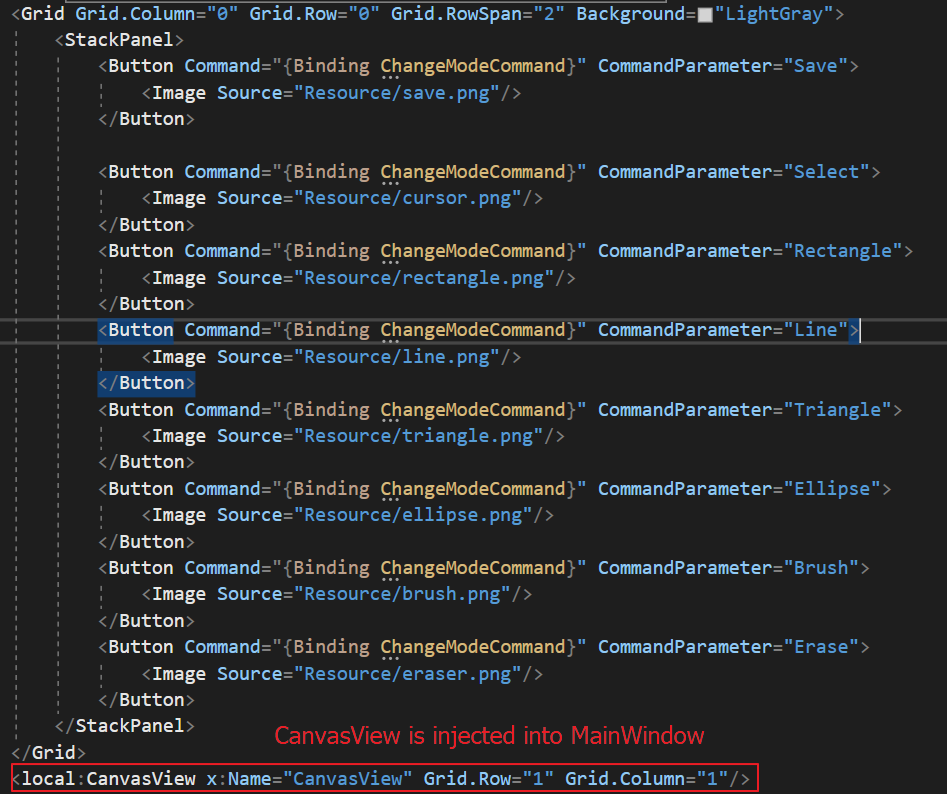 <Grid Grid.Column="0" Grid.Row="0" Grid.RowSpan="2" Background="LightGray">
<StackPanel>
<Button Command="{Binding ChangeModeCommand}" CommandParameter="Save">
<Image Source="Resource/save.png"/>
</Button>
<Button Command="{Binding ChangeModeCommand}" CommandParameter="Select">
<Image Source="Resource/cursor.png"/>
</Button>
<Button Command="{Binding ChangeModeCommand}" CommandParameter="Rectangle">
<Image Source="Resource/rectangle.png"/>
</Button>
<Button Command="{Binding ChangeModeCommand}" CommandParameter="Line">
<Image Source="Resource/line.png"/>
</Button>
<Button Command="{Binding ChangeModeCommand}" CommandParameter="Triangle">
<Image Source="Resource/triangle.png"/>
</Button>
<Button Command="{Binding ChangeModeCommand}" CommandParameter="Ellipse">
<Image Source="Resource/ellipse.png"/>
</Button>
<Button Command="{Binding ChangeModeCommand}" CommandParameter="Brush">
<Image Source="Resource/brush.png"/>
</Button>
<Button Command="{Binding ChangeModeCommand}" CommandParameter="Erase">
<Image Source="Resource/eraser.png"/>
</Button>
</StackPanel>
CanvasView is injected into MainWindow
</Grid>
<local:CanvasView x:Name="CanvasView" Grid.Row="1" Grid.Column="1"/>